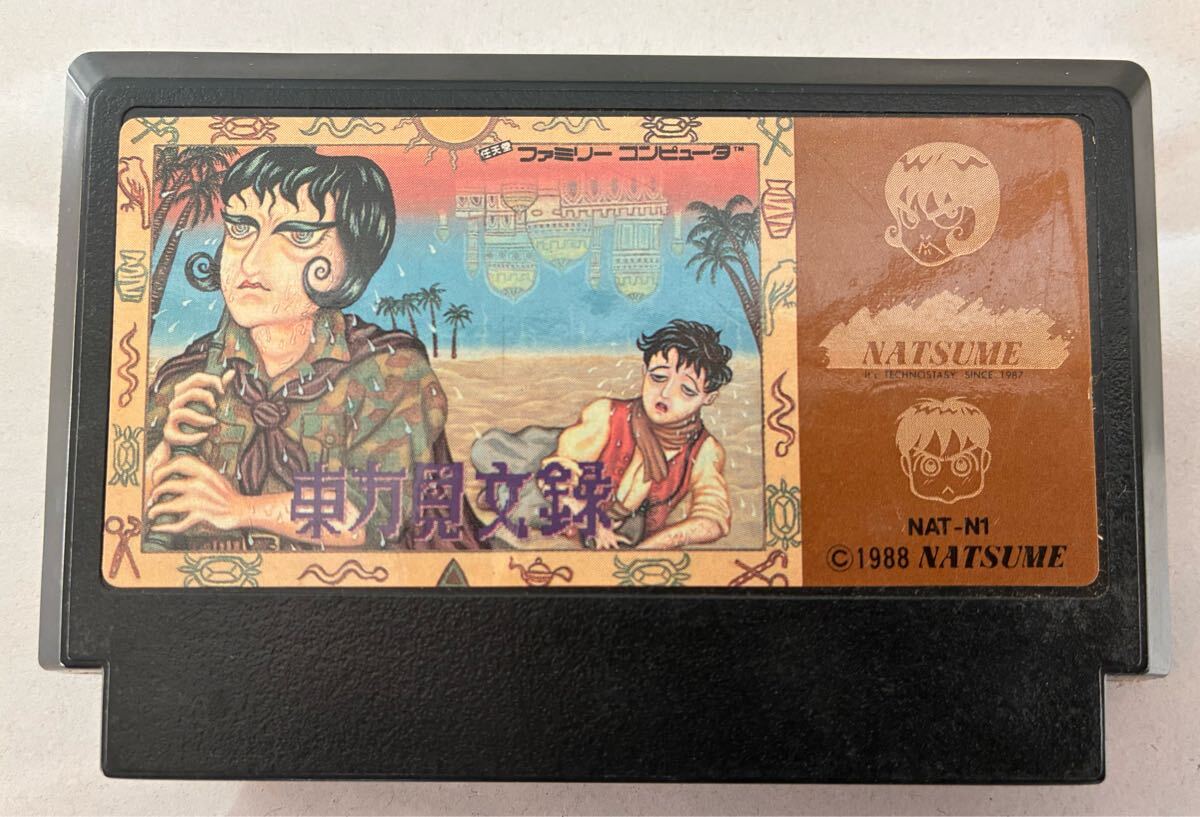 任天堂 ファミリー コンピュータ™
東方見文録
NATSUME
It's TECHNOSTASY SINCE 1987
NAT-N1
©1988 NATSUME